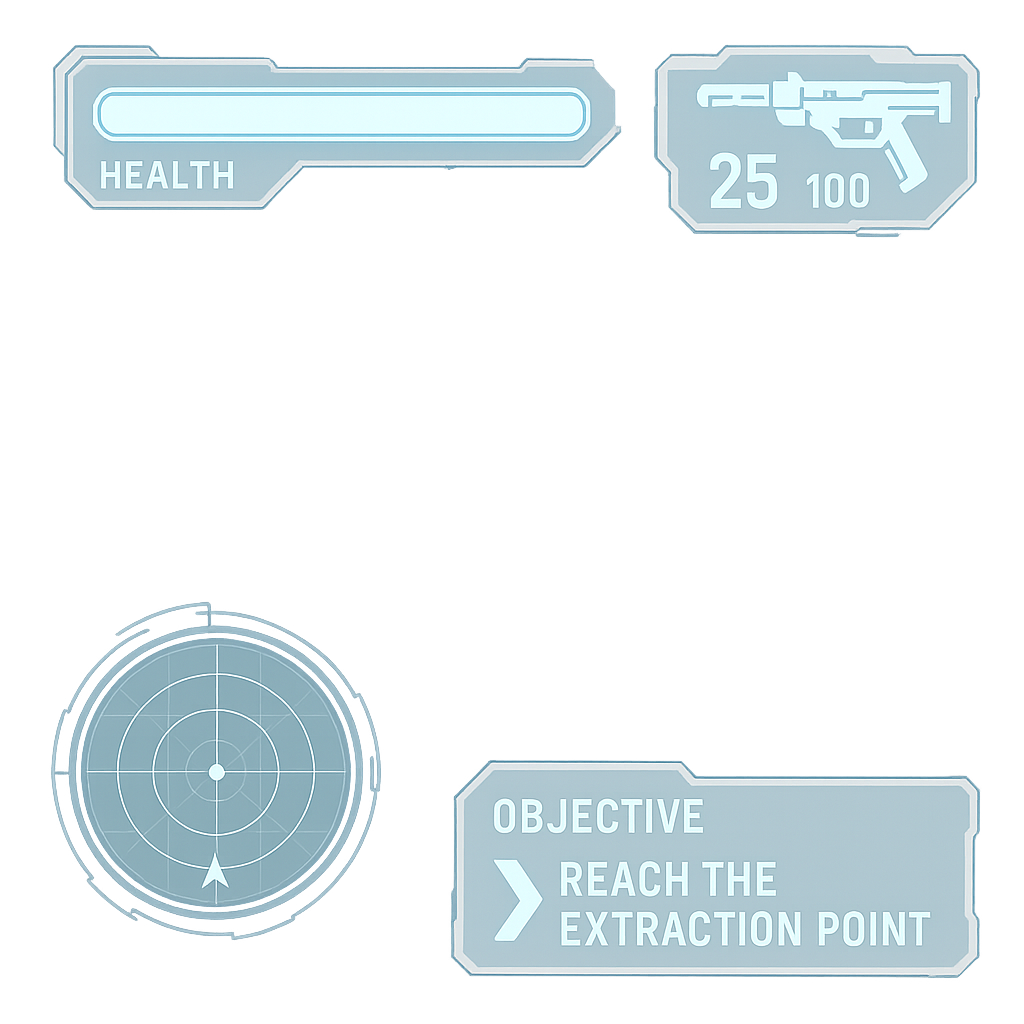 HEALTH
25 100
OBJECTIVE
REACH THE
EXTRACTION POINT